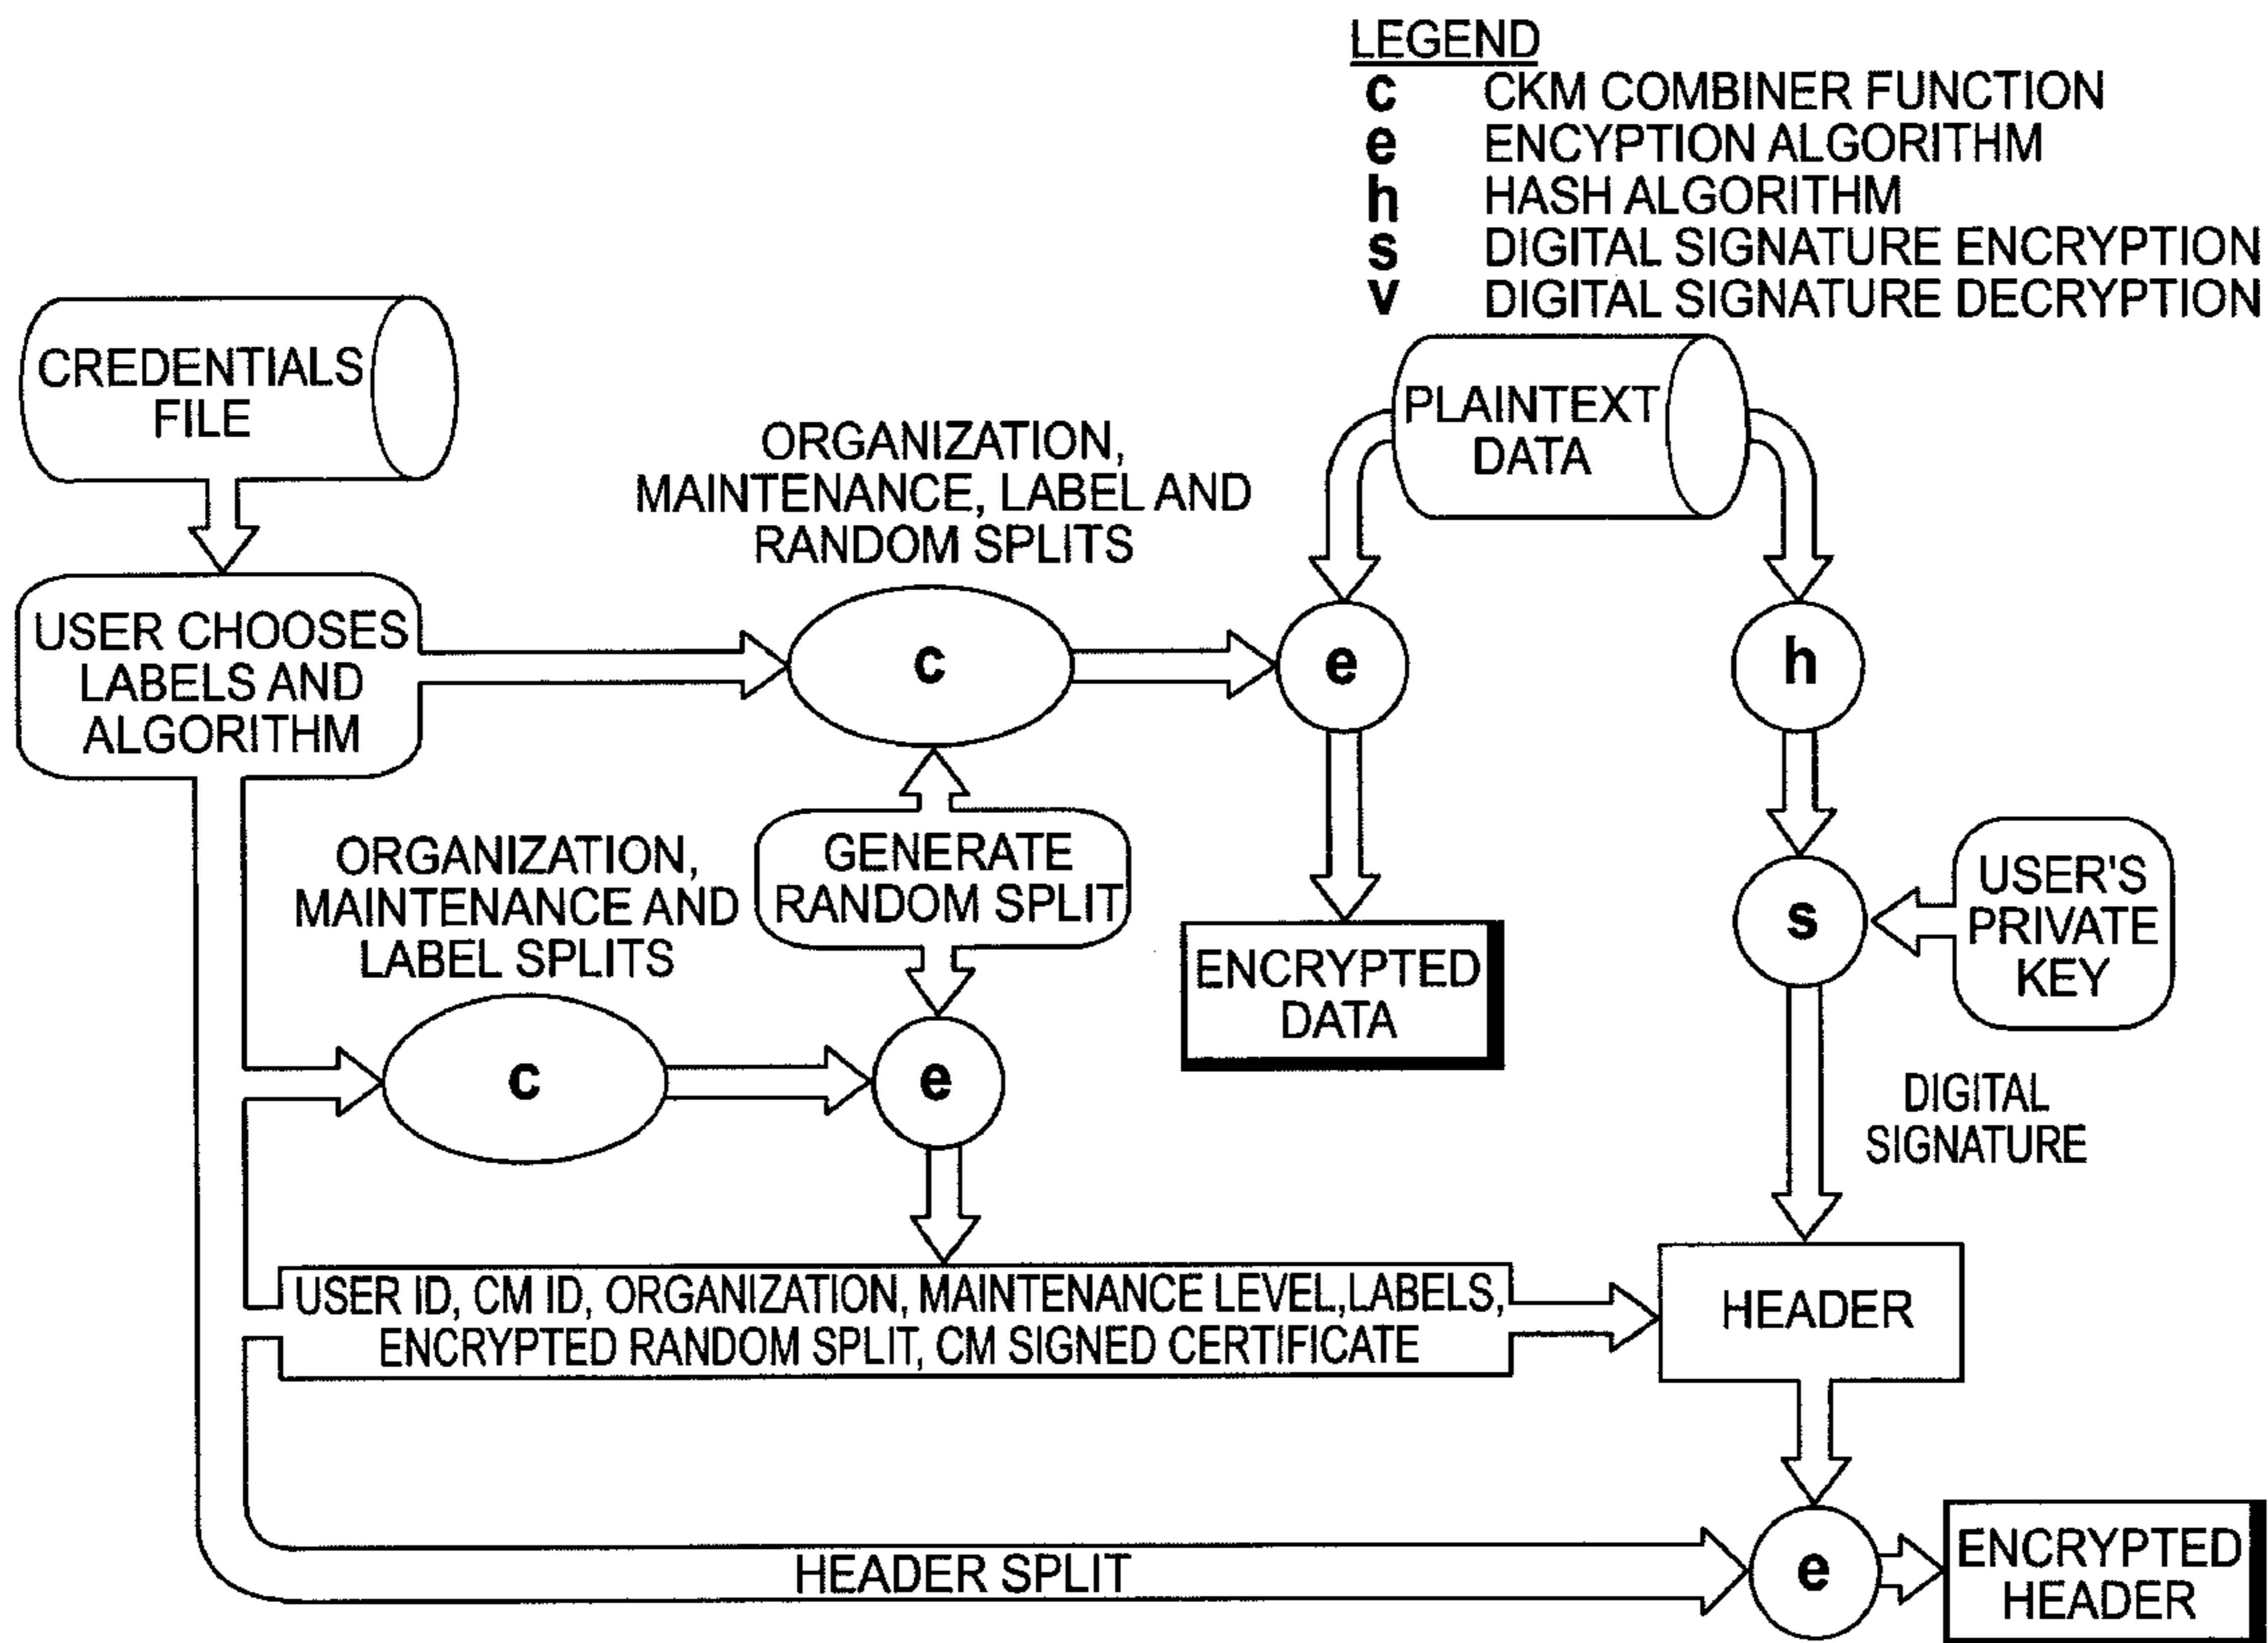 LEGEND
c CKM COMBINER FUNCTION
e ENCYPTION ALGORITHM
h HASH ALGORITHM
s DIGITAL SIGNATURE ENCRYPTION
v DIGITAL SIGNATURE DECRYPTION
CREDENTIALS
FILE
PLAINTEXT
DATA
ORGANIZATION,
MAINTENANCE, LABEL AND
RANDOM SPLITS
USER CHOOSES
LABELS AND
ALGORITHM
c
e
h
ORGANIZATION,
MAINTENANCE AND
LABEL SPLITS
GENERATE
RANDOM SPLIT
ENCRYPTED
DATA
s
USER'S
PRIVATE
KEY
c
e
DIGITAL
SIGNATURE
USER ID, CM ID, ORGANIZATION, MAINTENANCE LEVEL,LABELS,
ENCRYPTED RANDOM SPLIT, CM SIGNED CERTIFICATE
HEADER
HEADER SPLIT
e
ENCRYPTED
HEADER